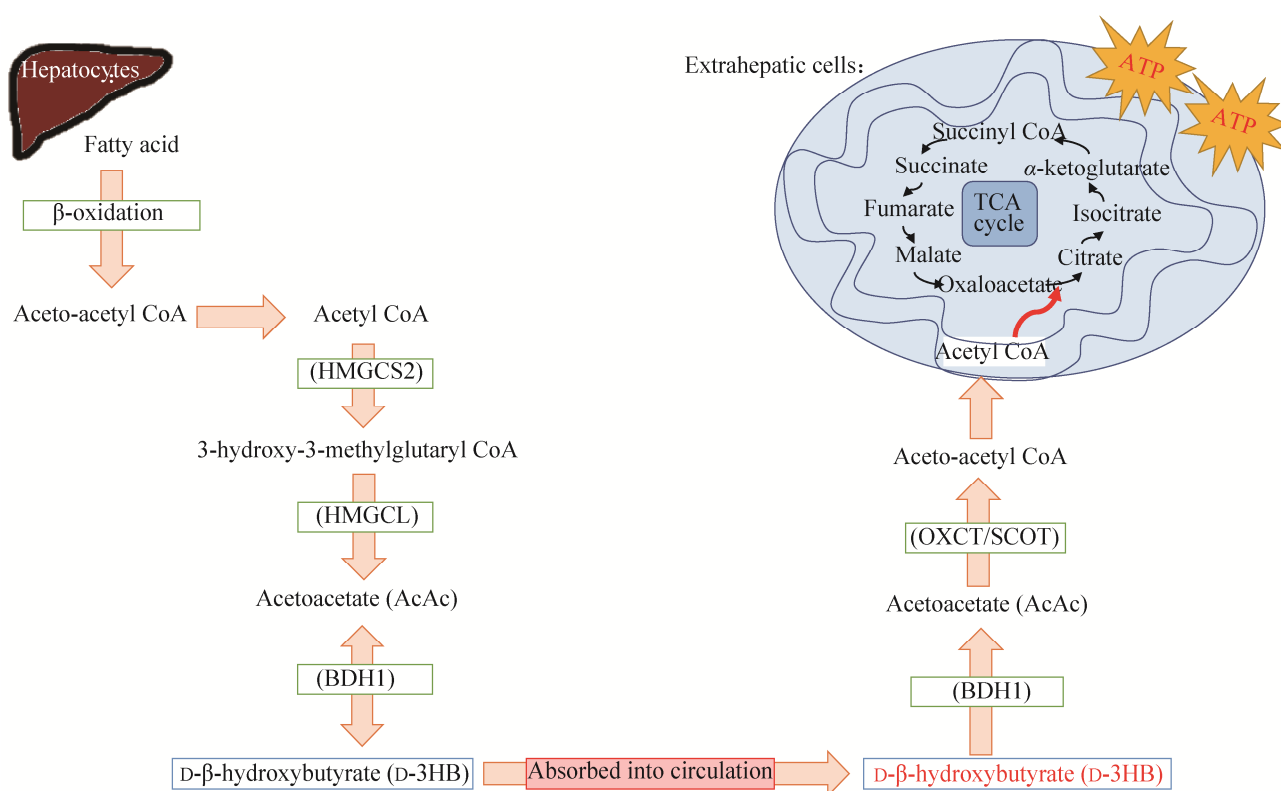 Hepatocytes
Fatty acid
β-oxidation
Aceto-acetyl CoA
Acetyl CoA
(HMGCS2)
3-hydroxy-3-methylglutaryl CoA
(HMGCL)
Acetoacetate (AcAc)
(BDH1)
D-β-hydroxybutyrate (D-3HB)
Absorbed into circulation
D-β-hydroxybutyrate (D-3HB)
(BDH1)
Acetoacetate (AcAc)
(OXCT/SCOT)
Aceto-acetyl CoA
Extrahepatic cells:
Acetyl CoA
Oxaloacetate
Citrate
Isocitrate
α-ketoglutarate
Succinyl CoA
Succinate
Fumarate
Malate
TCA
cycle
ATP
ATP